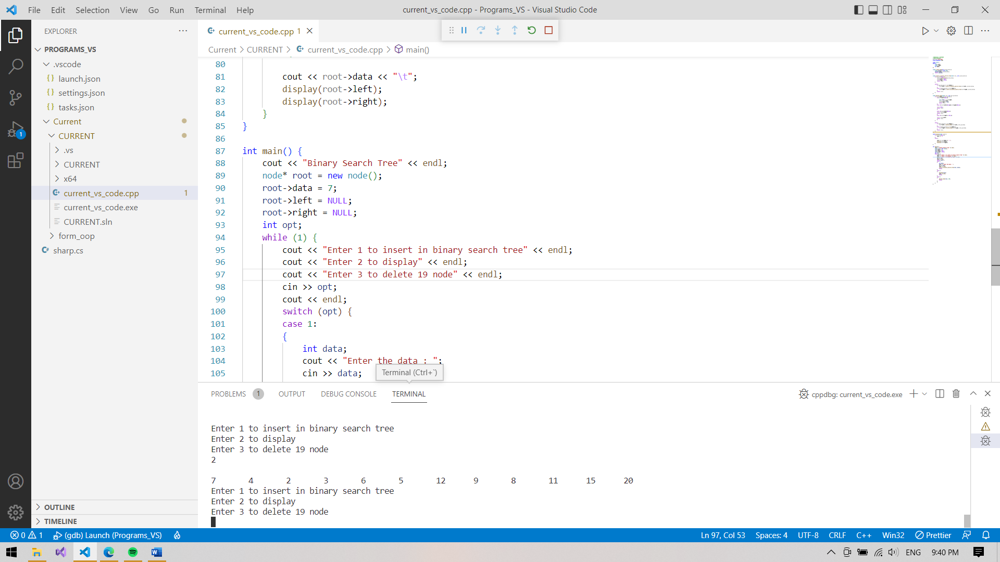 File Edit Selection View Go Run Terminal Help
current_vs_code.cpp - Programs_VS - Visual Studio Code
EXPLORER
PROGRAMS_VS
.vscode
launch.json
settings.json
tasks.json
Current
CURRENT
.vs
CURRENT
x64
current_vs_code.cpp 1
current_vs_code.exe
CURRENT.sln
form_oop
sharp.cs
OUTLINE
TIMELINE
1
current_vs_code.cpp 1
Current > CURRENT > current_vs_code.cpp > main()
80
81 cout << root->data << "\t";
82 display(root->left);
83 display(root->right);
84 }
85 }
86
87 int main() {
88 cout << "Binary Search Tree" << endl;
89 node* root = new node();
90 root->data = 7;
91 root->left = NULL;
92 root->right = NULL;
93 int opt;
94 while (1) {
95 cout << "Enter 1 to insert in binary search tree" << endl;
96 cout << "Enter 2 to display" << endl;
97 cout << "Enter 3 to delete 19 node" << endl;
98 cin >> opt;
99 cout << endl;
100 switch (opt) {
101 case 1:
102 {
103 int data;
104 cout << "Enter the data : ";
105 cin >> data;
Terminal (Ctrl+`)
PROBLEMS 1 OUTPUT DEBUG CONSOLE TERMINAL
cppdbg: current_vs_code.exe
Enter 1 to insert in binary search tree
Enter 2 to display
Enter 3 to delete 19 node
2
7 4 2 3 6 5 12 9 8 11 15 20
Enter 1 to insert in binary search tree
Enter 2 to display
Enter 3 to delete 19 node
0 1 (gdb) Launch (Programs_VS)
Ln 97, Col 53 Spaces: 4 UTF-8 CRLF C++ Win32 Prettier
ENG 9:40 PM